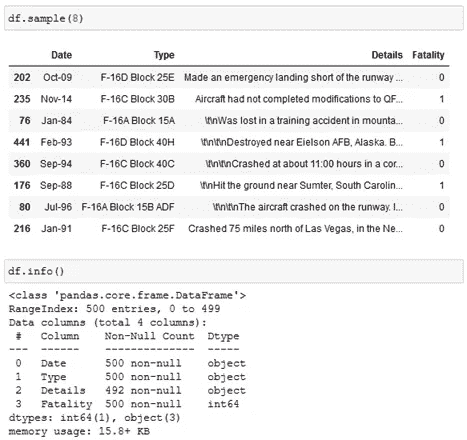 df.sample(8)
Date Type Details Fatality
202 Oct-09 F-16D Block 25E Made an emergency landing short of the runway ... 0
235 Nov-14 F-16C Block 30B Aircraft had not completed modifications to QF... 1
76 Jan-84 F-16A Block 15A \t\nWas lost in a training accident in mounta... 0
441 Feb-93 F-16D Block 40H \t\n\t\nDestroyed near Eielson AFB, Alaska. B... 1
360 Sep-94 F-16C Block 40C \t\n\t\nCrashed at about 11:00 hours in a cor... 0
176 Sep-88 F-16C Block 25D \t\nHit the ground near Sumter, South Carolin... 1
80 Jul-96 F-16A Block 15B ADF \t\n\t\nThe aircraft crashed on the runway. I... 0
216 Jan-91 F-16C Block 25F Crashed 75 miles north of Las Vegas, in the Ne... 0
df.info()
<class 'pandas.core.frame.DataFrame'>
RangeIndex: 500 entries, 0 to 499
Data columns (total 4 columns):
# Column Non-Null Count Dtype
--- ------ -------------- -----
0 Date 500 non-null object
1 Type 500 non-null object
2 Details 492 non-null object
3 Fatality 500 non-null int64
dtypes: int64(1), object(3)
memory usage: 15.8+ KB